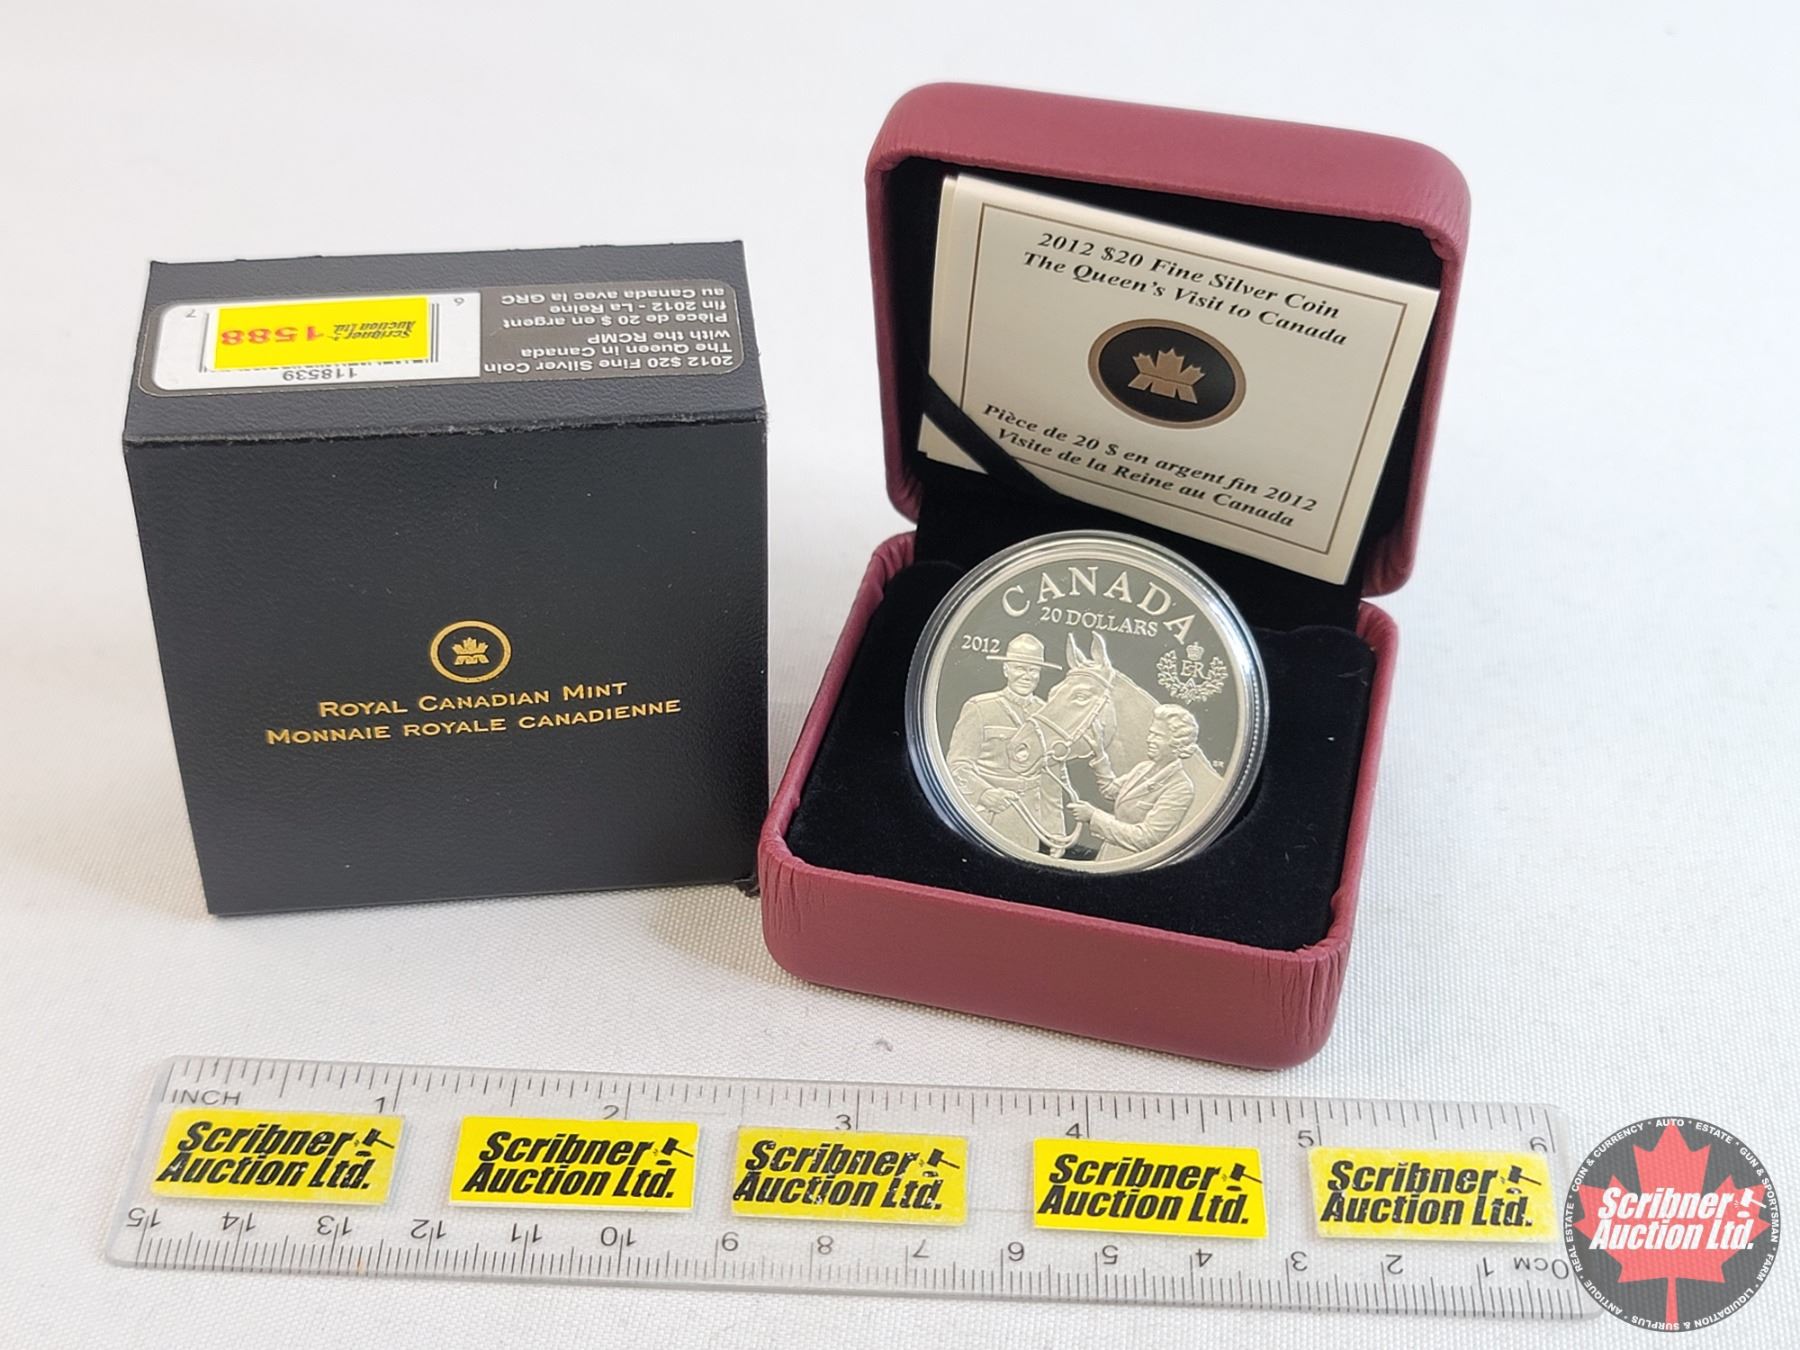 2012 $20 Fine Silver Coin
The Queen in Canada
with the RCMP
Pièce de 20 $ en argent
fin 2012 - La Reine
au Canada avec la GRC
118539
Scribner
Auction Ltd.
1588
6
7
ROYAL CANADIAN MINT
MONNAIE ROYALE CANADIENNE
2012 $20 Fine Silver Coin
The Queen's Visit to Canada
Pièce de 20 $ en argent fin 2012
Visite de la Reine au Canada
CANADA
20 DOLLARS
2012
E R
INCH 1 2 3 4 5 6
Scribner
Auction Ltd.
Scribner
Auction Ltd.
Scribner
Auction Ltd.
Scribner
Auction Ltd.
Scribner
Auction Ltd.
15 14 13 12 11 10 9 8 7 6 5 4 3 2 1 0CM
COIN & CURRENCY • AUTO • ESTATE • GUN & SPORTSMAN • FARM • LIQUIDATION & SURPLUS • ANTIQUE • REAL ESTATE
Scribner
Auction Ltd.